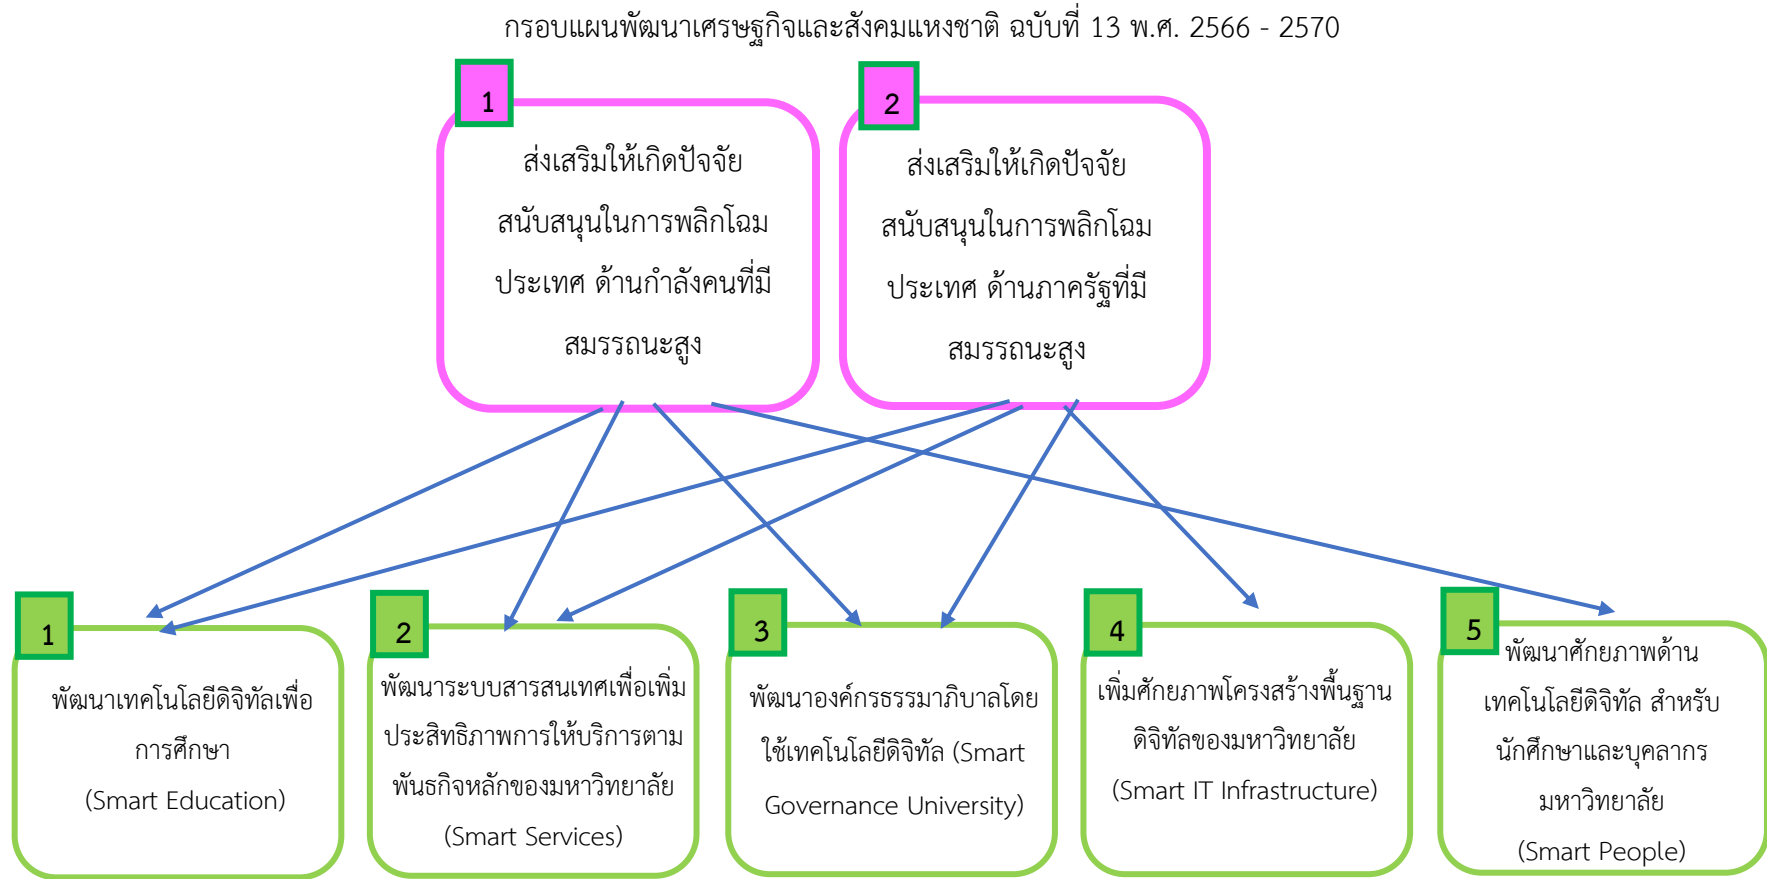 กรอบแผนพัฒนาเศรษฐกิจและสังคมแห่งชาติ ฉบับที่ 13 พ.ศ. 2566 - 2570
1
ส่งเสริมให้เกิดปัจจัย
สนับสนุนในการพลิกโฉม
ประเทศ ด้านกำลังคนที่มี
สมรรถนะสูง
2
ส่งเสริมให้เกิดปัจจัย
สนับสนุนในการพลิกโฉม
ประเทศ ด้านภาครัฐที่มี
สมรรถนะสูง
1
พัฒนาเทคโนโลยีดิจิทัลเพื่อ
การศึกษา
(Smart Education)
2
พัฒนาระบบสารสนเทศเพื่อเพิ่ม
ประสิทธิภาพการให้บริการตาม
พันธกิจหลักของมหาวิทยาลัย
(Smart Services)
3
พัฒนาองค์กรธรรมาภิบาลโดย
ใช้เทคโนโลยีดิจิทัล (Smart
Governance University)
4
เพิ่มศักยภาพโครงสร้างพื้นฐาน
ดิจิทัลของมหาวิทยาลัย
(Smart IT Infrastructure)
5
พัฒนาศักยภาพด้าน
เทคโนโลยีดิจิทัล สำหรับ
นักศึกษาและบุคลากร
มหาวิทยาลัย
(Smart People)